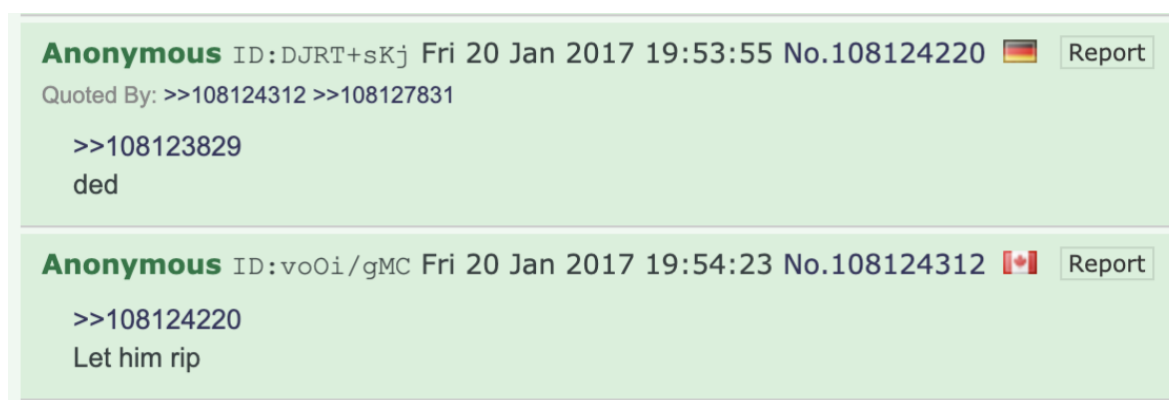 Anonymous ID:DJRT+sKj Fri 20 Jan 2017 19:53:55 No.108124220 Report
Quoted By: >>108124312 >>108127831
>>108123829
ded
Anonymous ID:voOi/gMC Fri 20 Jan 2017 19:54:23 No.108124312 Report
>>108124220
Let him rip